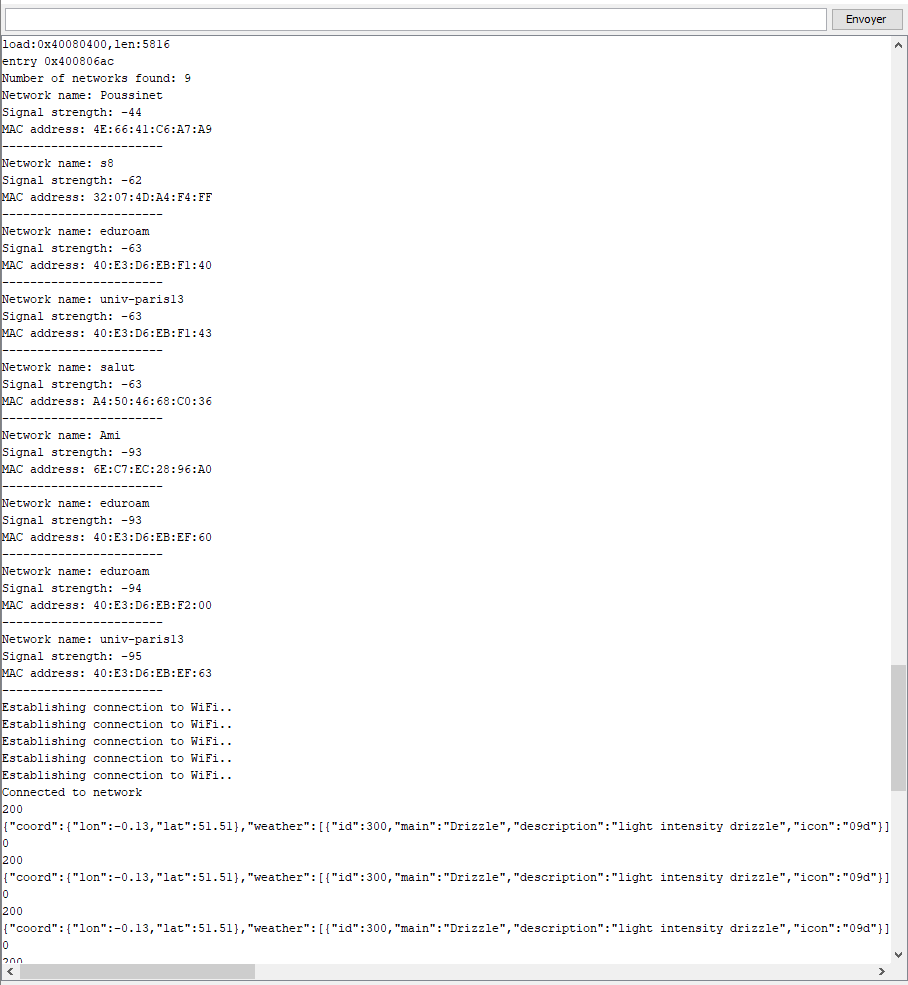 Envoyer
load:0x40080400,len:5816
entry 0x400806ac
Number of networks found: 9
Network name: Poussinet
Signal strength: -44
MAC address: 4E:66:41:C6:A7:A9
-----------------------
Network name: s8
Signal strength: -62
MAC address: 32:07:4D:A4:F4:FF
-----------------------
Network name: eduroam
Signal strength: -63
MAC address: 40:E3:D6:EB:F1:40
-----------------------
Network name: univ-paris13
Signal strength: -63
MAC address: 40:E3:D6:EB:F1:43
-----------------------
Network name: salut
Signal strength: -63
MAC address: A4:50:46:68:C0:36
-----------------------
Network name: Ami
Signal strength: -93
MAC address: 6E:C7:EC:28:96:A0
-----------------------
Network name: eduroam
Signal strength: -93
MAC address: 40:E3:D6:EB:EF:60
-----------------------
Network name: eduroam
Signal strength: -94
MAC address: 40:E3:D6:EB:F2:00
-----------------------
Network name: univ-paris13
Signal strength: -95
MAC address: 40:E3:D6:EB:EF:63
-----------------------
Establishing connection to WiFi..
Establishing connection to WiFi..
Establishing connection to WiFi..
Establishing connection to WiFi..
Establishing connection to WiFi..
Connected to network
200
{"coord":{"lon":-0.13,"lat":51.51},"weather":[{"id":300,"main":"Drizzle","description":"light intensity drizzle","icon":"09d"}]
0
200
{"coord":{"lon":-0.13,"lat":51.51},"weather":[{"id":300,"main":"Drizzle","description":"light intensity drizzle","icon":"09d"}]
0
200
{"coord":{"lon":-0.13,"lat":51.51},"weather":[{"id":300,"main":"Drizzle","description":"light intensity drizzle","icon":"09d"}]
0
200